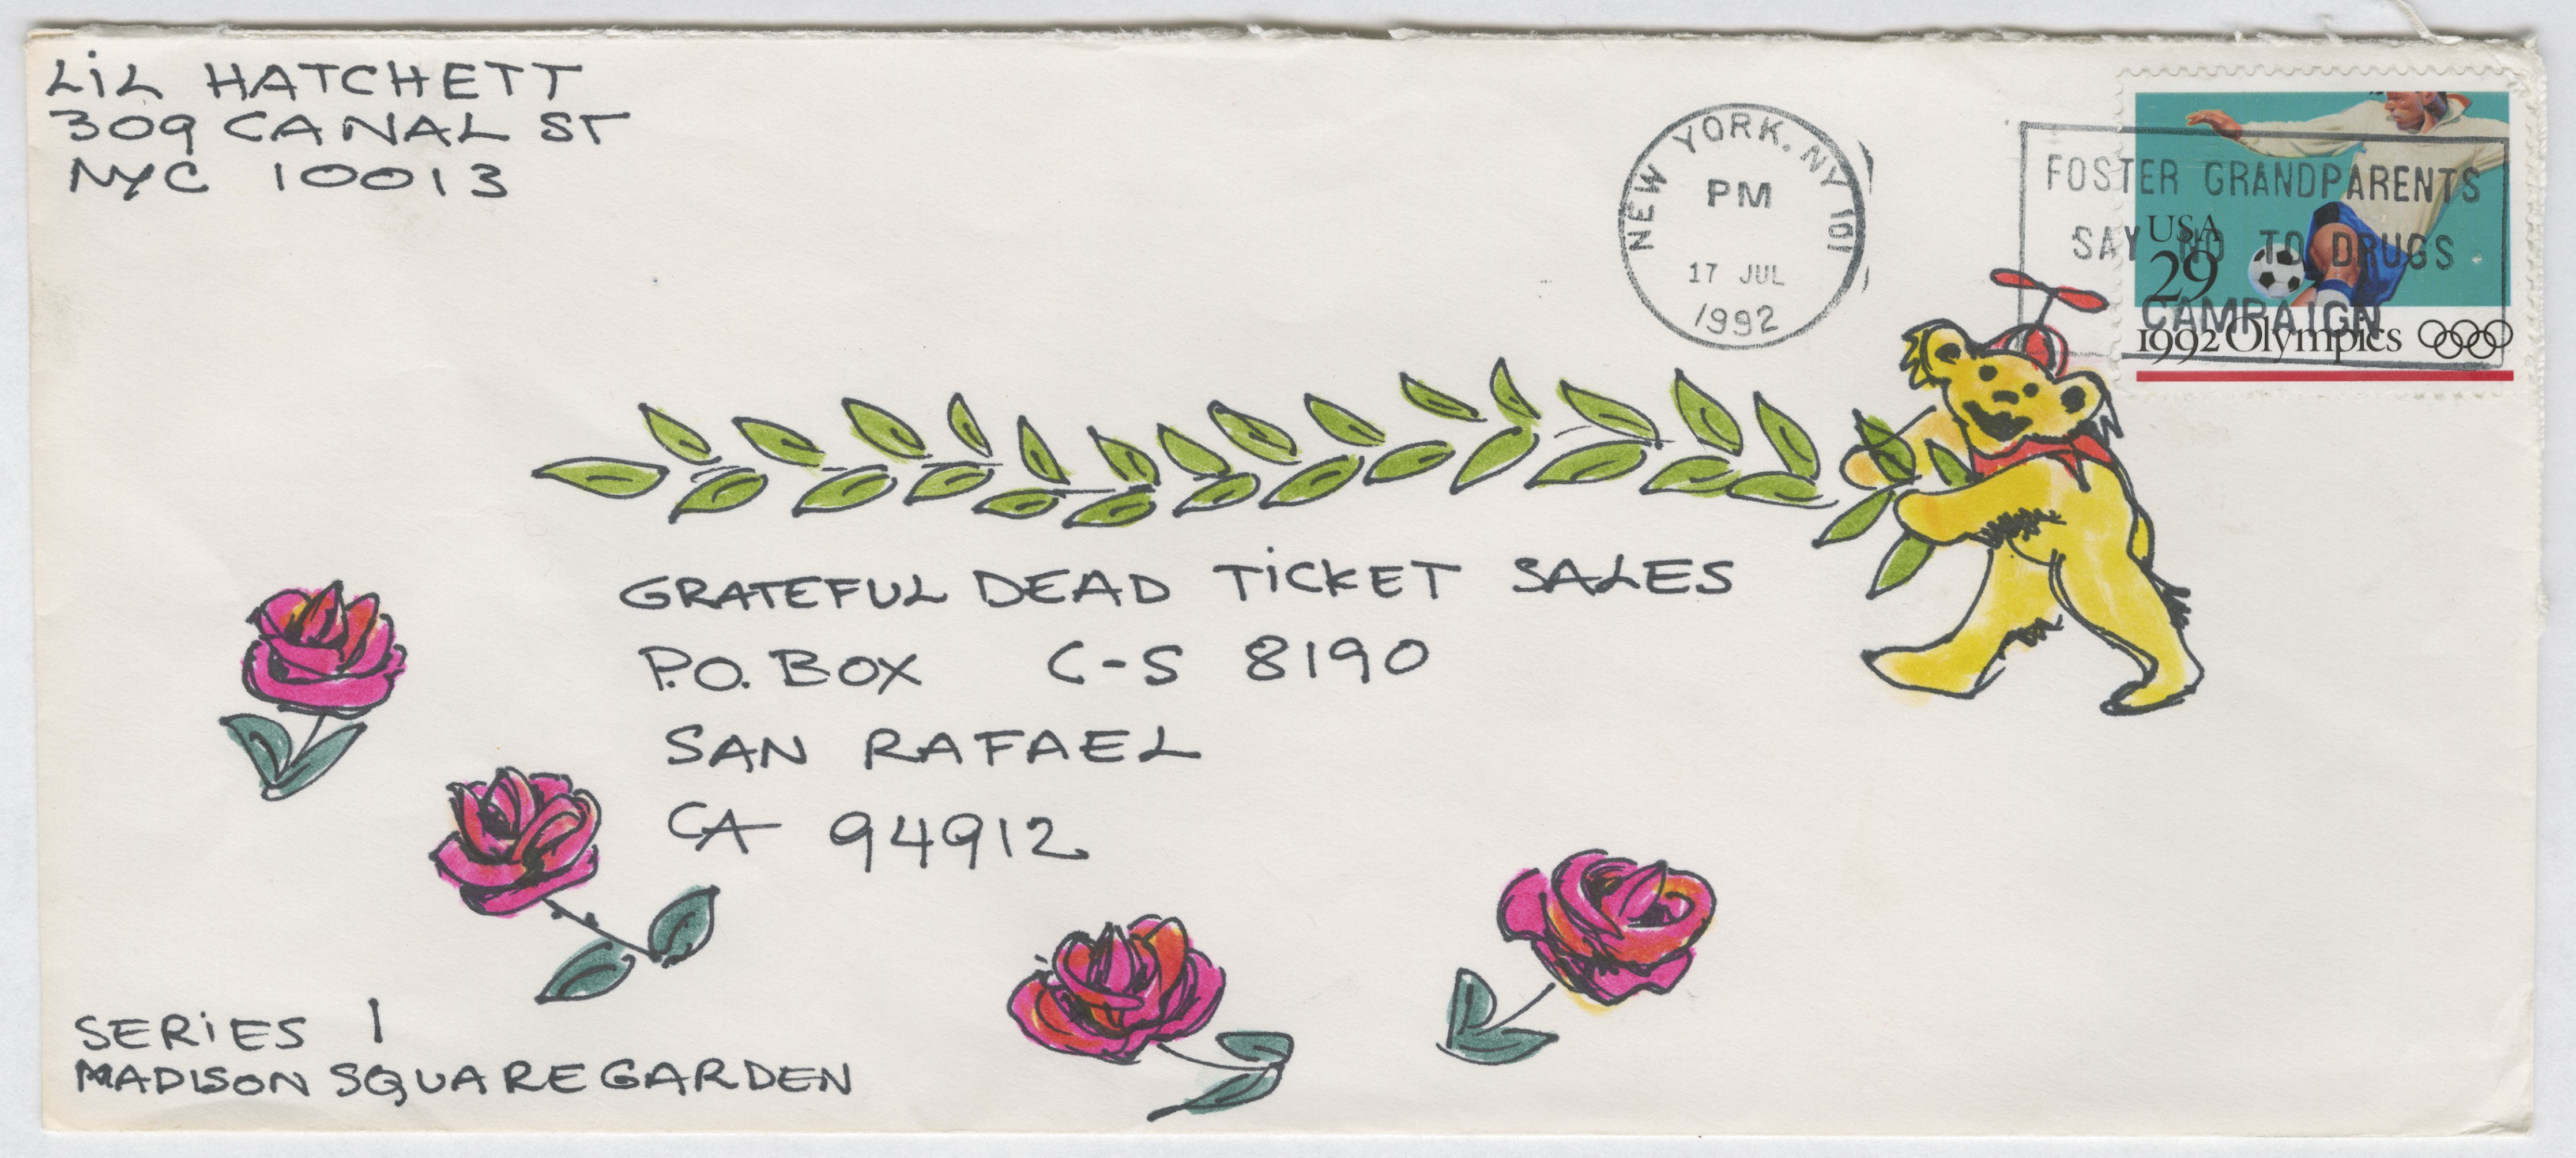 LiL HATCHETT
309 CANAL ST
NYC 10013
NEW YORK. NY 101
PM
17 JUL
1992
FOSTER GRANDPARENTS
SAY NO TO DRUGS
CAMPAIGN
USA
29
1992 Olympics
GRATEFUL DEAD TiCKET SALES
P.O. BOX C-S 8190
SAN RAFAEL
CA 94912
SERiES 1
MADISON SQUARE GARDEN